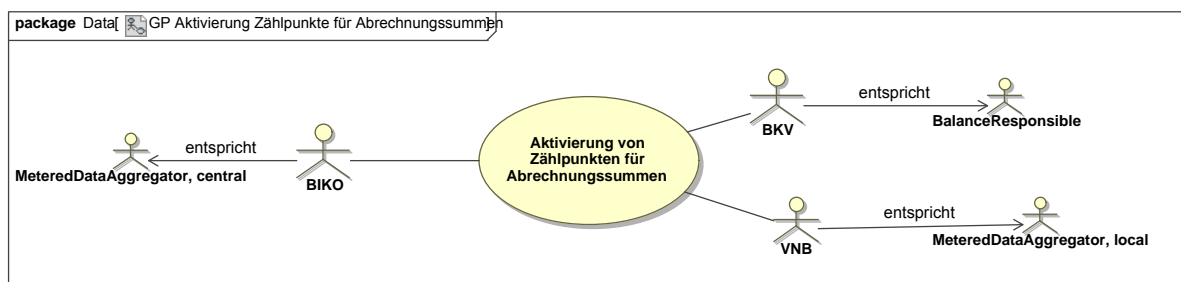 package Data[ GP Aktivierung Zählpunkte für Abrechnungssummen]
entspricht
BKV
BalanceResponsible
Aktivierung von
Zählpunkten für
Abrechnungssummen
entspricht
MeteredDataAggregator, central
BIKO
entspricht
VNB
MeteredDataAggregator, local